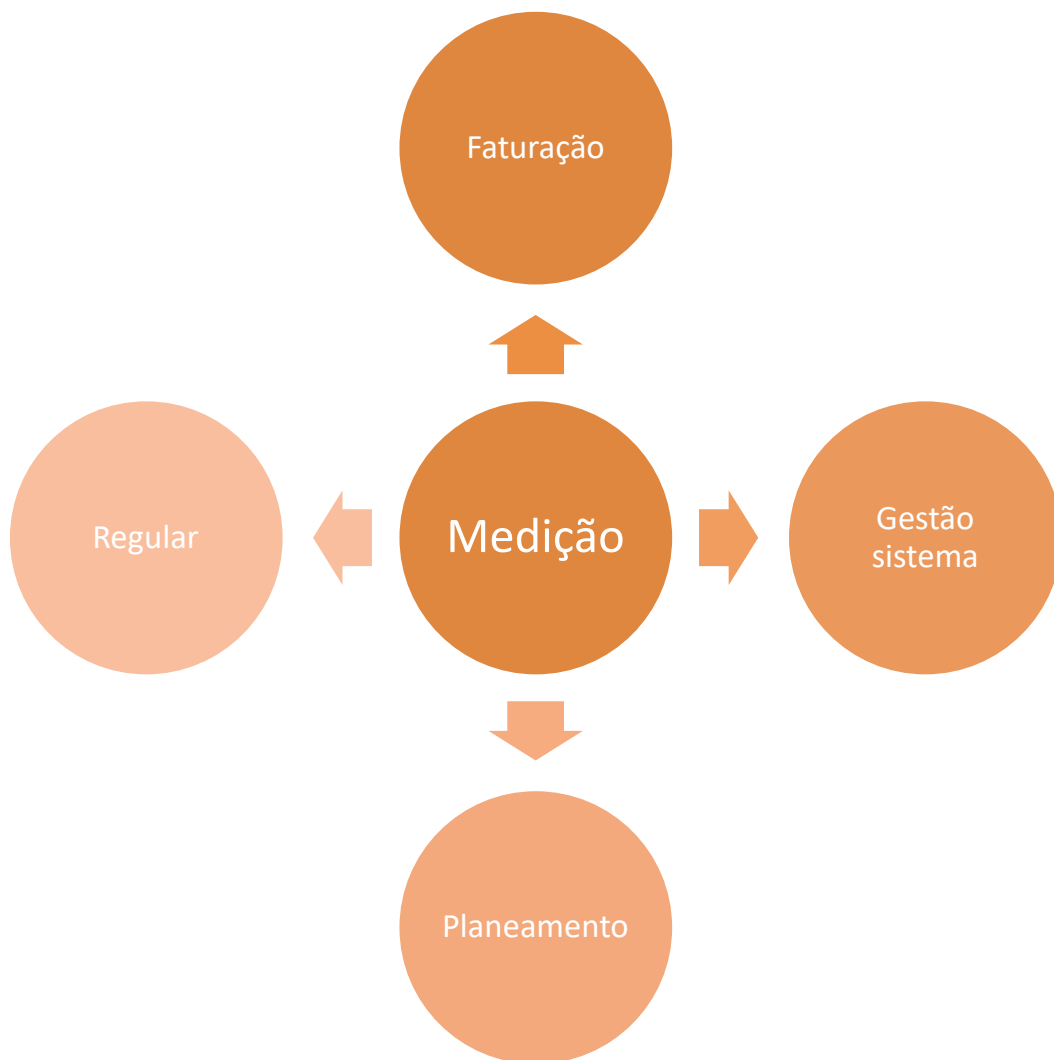 Faturação
Regular
Medição
Gestão
sistema
Planeamento